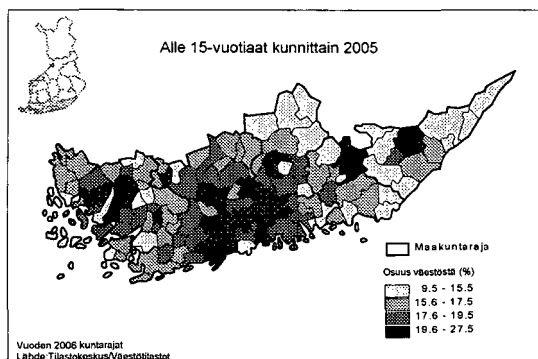 Alle 15-vuotiaat kunnittain 2005
Maakuntaraja
Osuus väestöstä (%)
9.5 - 15.5
15.6 - 17.5
17.6 - 19.5
19.6 - 27.5
Vuoden 2006 kuntarajat
Lähde:Tilastokeskus/Väestötilastot